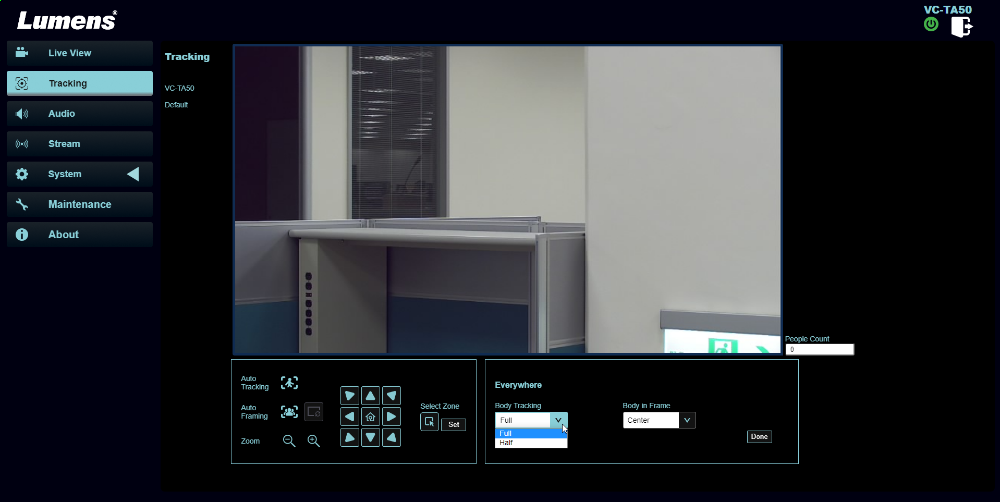 Lumens®
VC-TA50
Live View
Tracking
Audio
Stream
System
Maintenance
About
Tracking
VC-TA50
Default
People Count
0
Auto
Tracking
Auto
Framing
Zoom
Select Zone
Set
Everywhere
Body Tracking
Full
Full
Half
Body in Frame
Center
Done